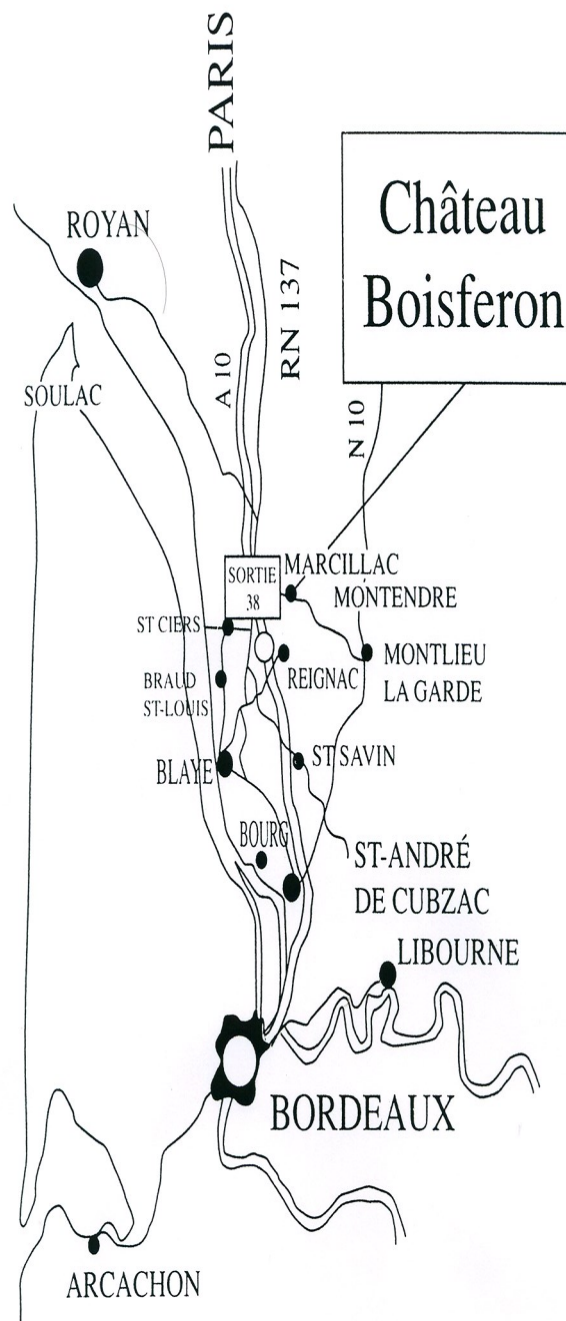 PARIS
Château
Boisferon
ROYAN
RN 137
A 10
SOULAC
N 10
MARCILLAC
SORTIE
38
MONTENDRE
ST CIERS
MONTLIEU
LA GARDE
REIGNAC
BRAUD
ST-LOUIS
ST SAVIN
BLAYE
BOURG
ST-ANDRÉ
DE CUBZAC
LIBOURNE
BORDEAUX
ARCACHON